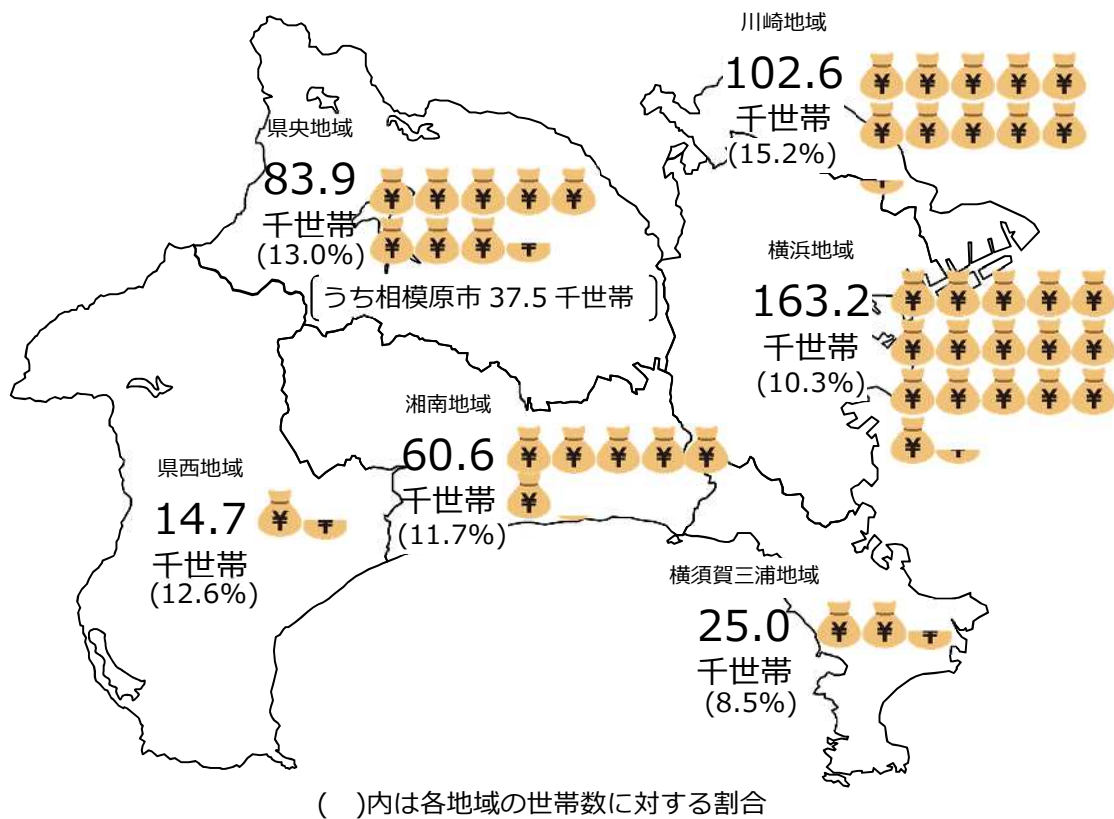 川崎地域
102.6
千世帯
(15.2%)
県央地域
83.9
千世帯
(13.0%)
うち相模原市 37.5 千世帯
横浜地域
163.2
千世帯
(10.3%)
湘南地域
60.6
千世帯
(11.7%)
県西地域
14.7
千世帯
(12.6%)
横須賀三浦地域
25.0
千世帯
(8.5%)
(　)内は各地域の世帯数に対する割合